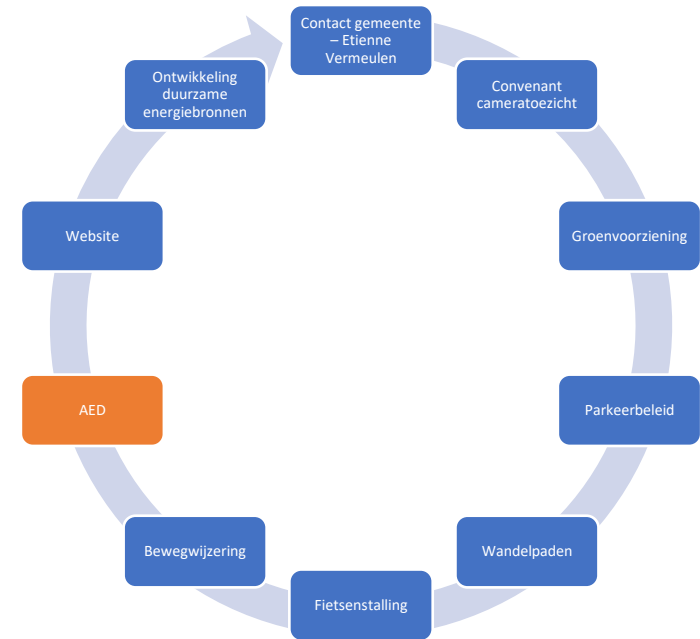 Contact gemeente
– Etienne
Vermeulen
Convenant
cameratoezicht
Groenvoorziening
Parkeerbeleid
Wandelpaden
Fietsenstalling
Bewegwijzering
AED
Website
Ontwikkeling
duurzame
energiebronnen